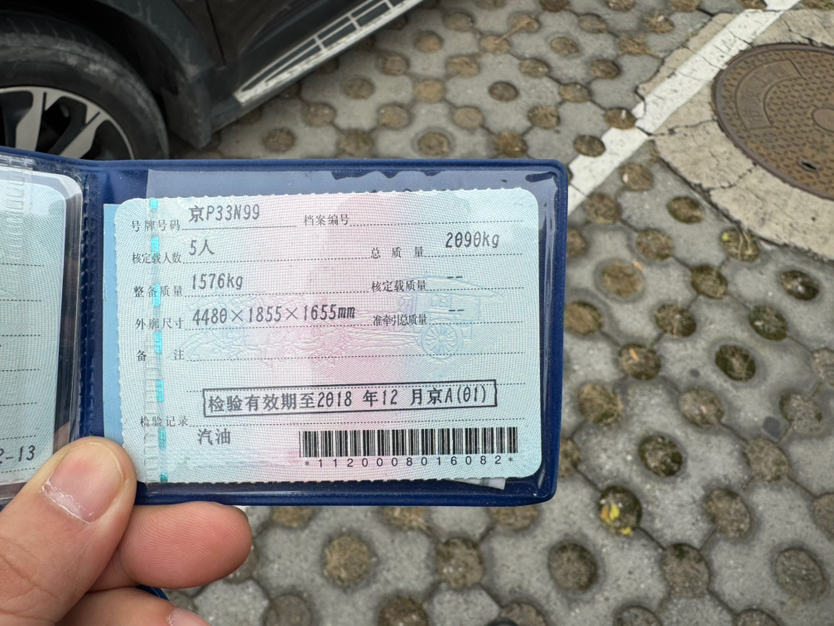 号牌号码 京P33N99 档案编号
核定载人数 5人 总质量 2090kg
整备质量 1576kg 核定载质量 --
外廓尺寸 4480×1855×1655mm 准牵引总质量 --
备注
检验有效期至2018 年12 月京A(01)
检验记录
汽油
*1120008016082*
-13